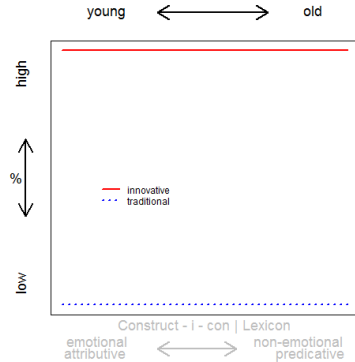 young old
high
%
low
innovative
traditional
Construct - i - con | Lexicon
emotional non-emotional
attributive predicative